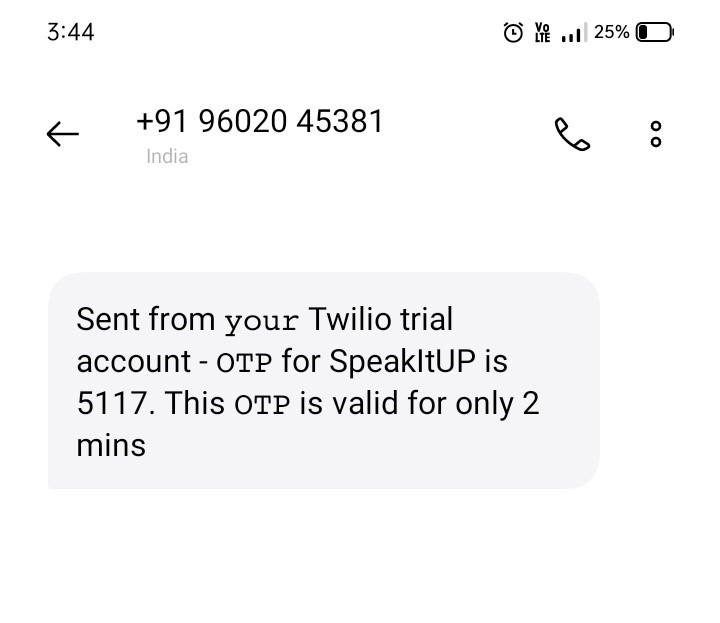 3:44
Vo
LTE
25%
+91 96020 45381
India
Sent from your Twilio trial
account - OTP for SpeakItUP is
5117. This OTP is valid for only 2
mins